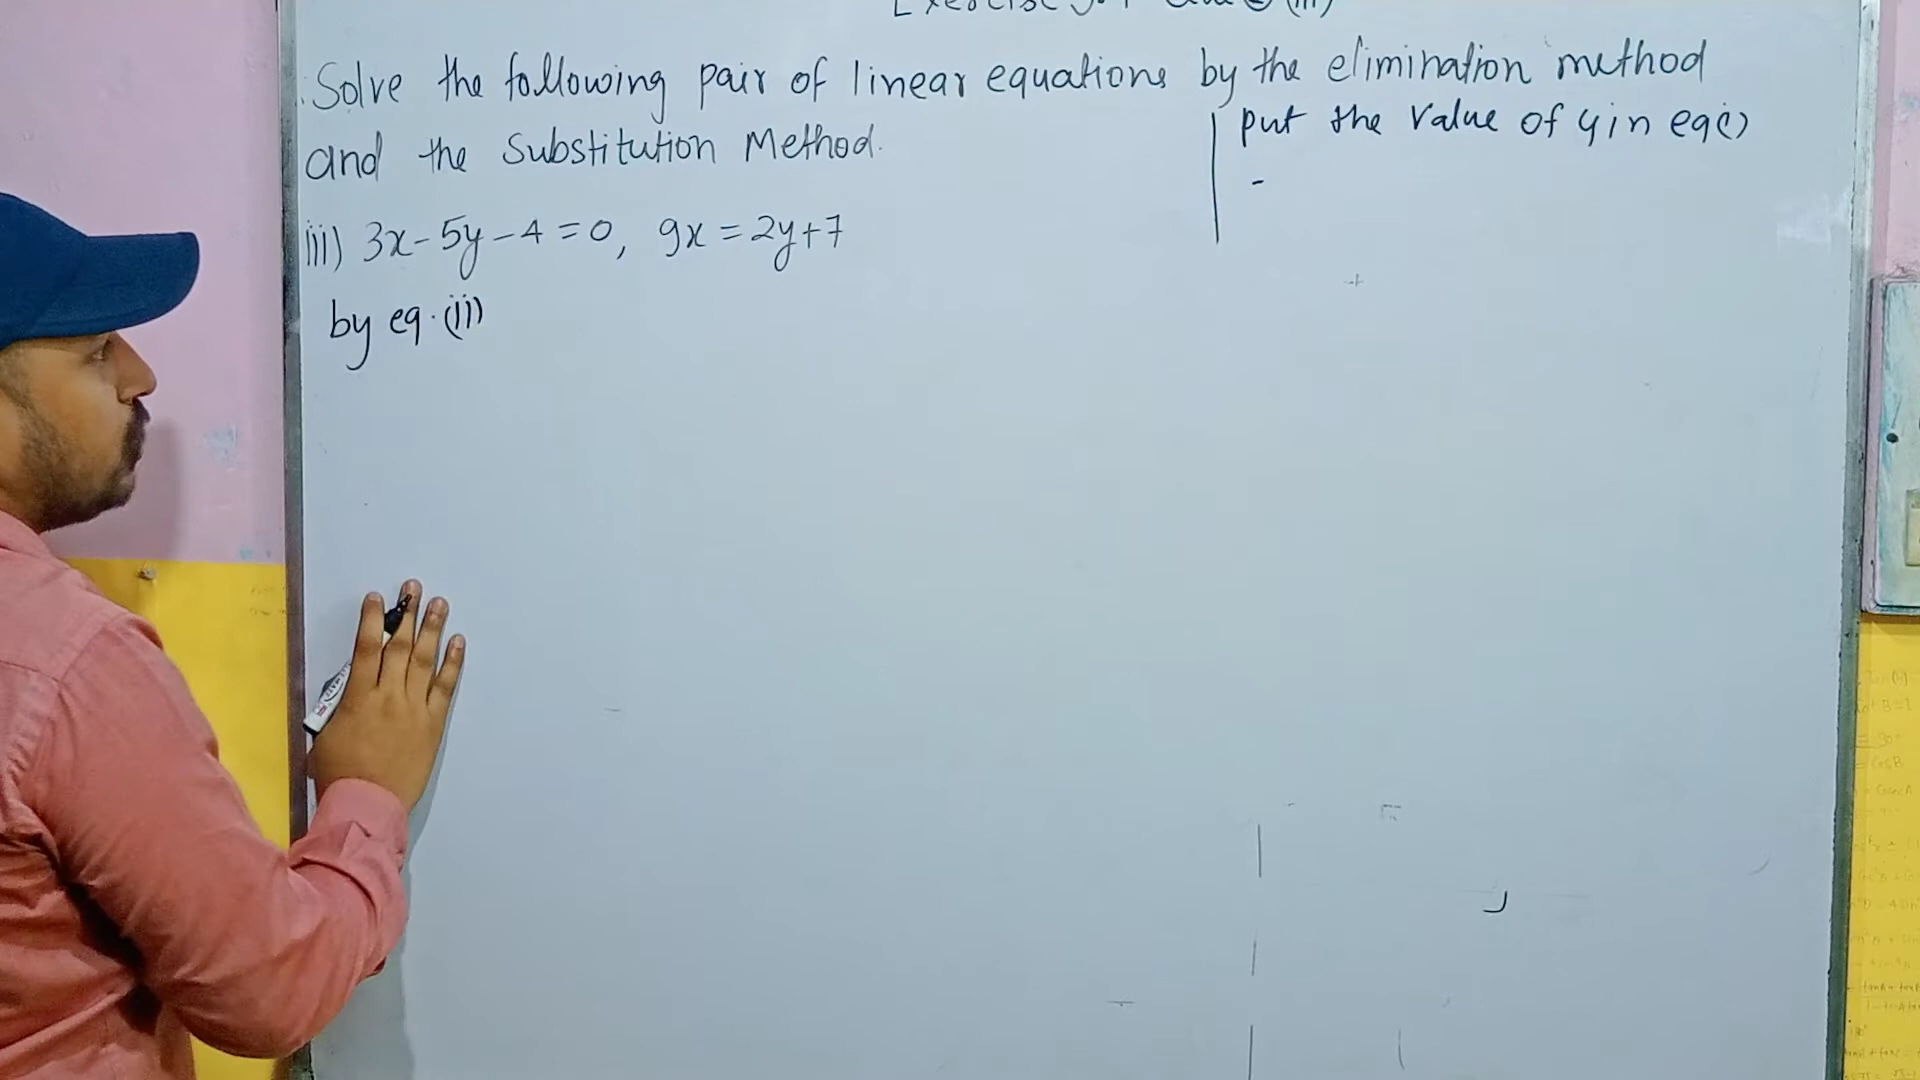 Solve the following pair of linear equations by the elimination method
and the Substitution Method.
iii) 3x-5y-4=0, 9x=2y+7
by eq.(ii)
put the value of y in eq(i)
-